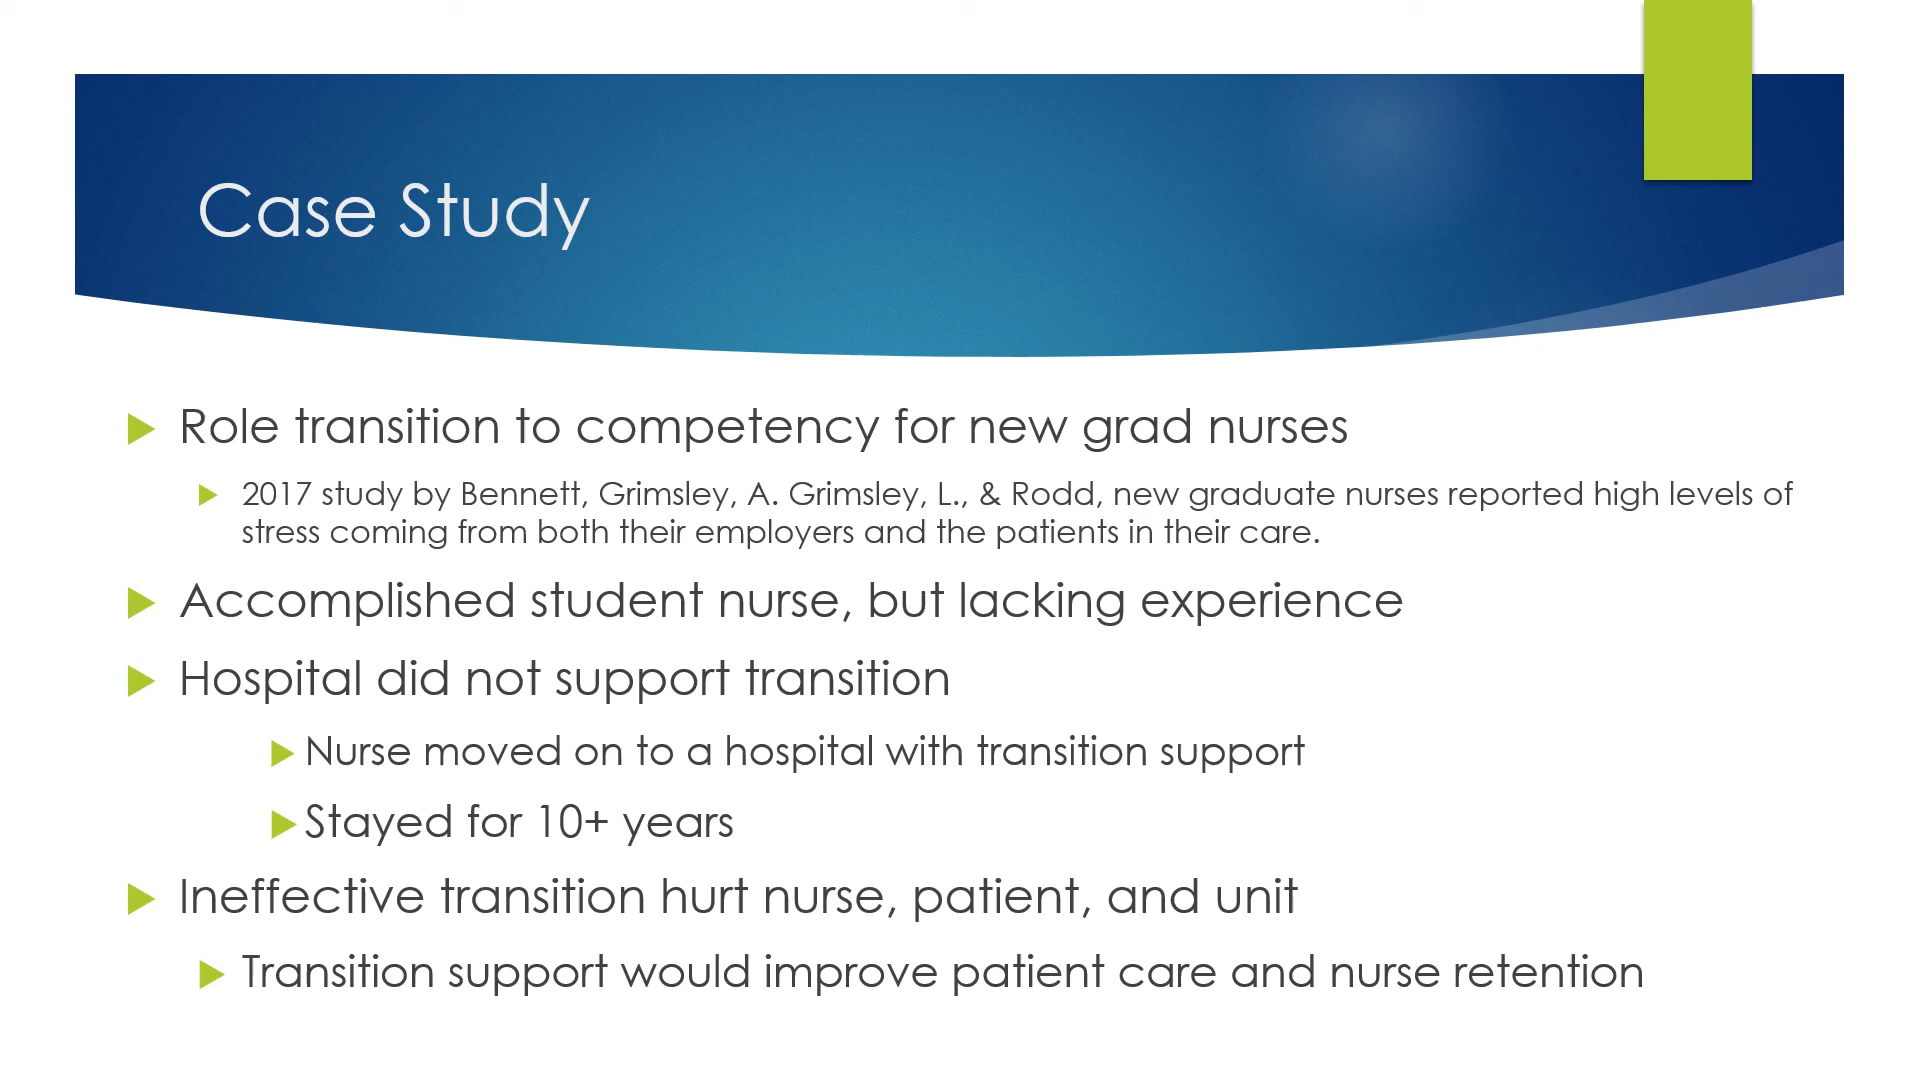 Case Study
Role transition to competency for new grad nurses
2017 study by Bennett, Grimsley, A. Grimsley, L., & Rodd, new graduate nurses reported high levels of
stress coming from both their employers and the patients in their care.
Accomplished student nurse, but lacking experience
Hospital did not support transition
Nurse moved on to a hospital with transition support
Stayed for 10+ years
Ineffective transition hurt nurse, patient, and unit
Transition support would improve patient care and nurse retention